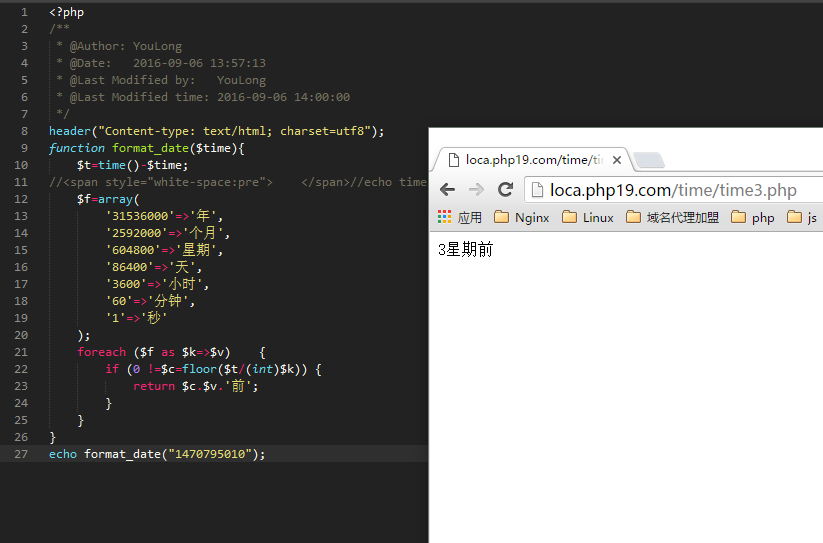 1 <?php
2 /**
3  * @Author: YouLong
4  * @Date:   2016-09-06 13:57:13
5  * @Last Modified by:   YouLong
6  * @Last Modified time: 2016-09-06 14:00:00
7  */
8 header("Content-type: text/html; charset=utf8");
9 function format_date($time){
10     $t=time()-$time;
11 //<span style="white-space:pre">    </span>//echo time
12     $f=array(
13         '31536000'=>'年',
14         '2592000'=>'个月',
15         '604800'=>'星期',
16         '86400'=>'天',
17         '3600'=>'小时',
18         '60'=>'分钟',
19         '1'=>'秒'
20     );
21     foreach ($f as $k=>$v)    {
22         if (0 !=$c=floor($t/(int)$k)) {
23             return $c.$v.'前';
24         }
25     }
26 }
27 echo format_date("1470795010");
loca.php19.com/time/tim
loca.php19.com/time/time3.php
应用 Nginx Linux 域名代理加盟 php js
3星期前